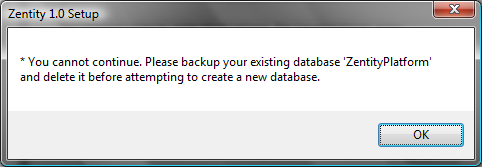 Zentity 1.0 Setup
* You cannot continue. Please backup your existing database 'ZentityPlatform'
and delete it before attempting to create a new database.
OK